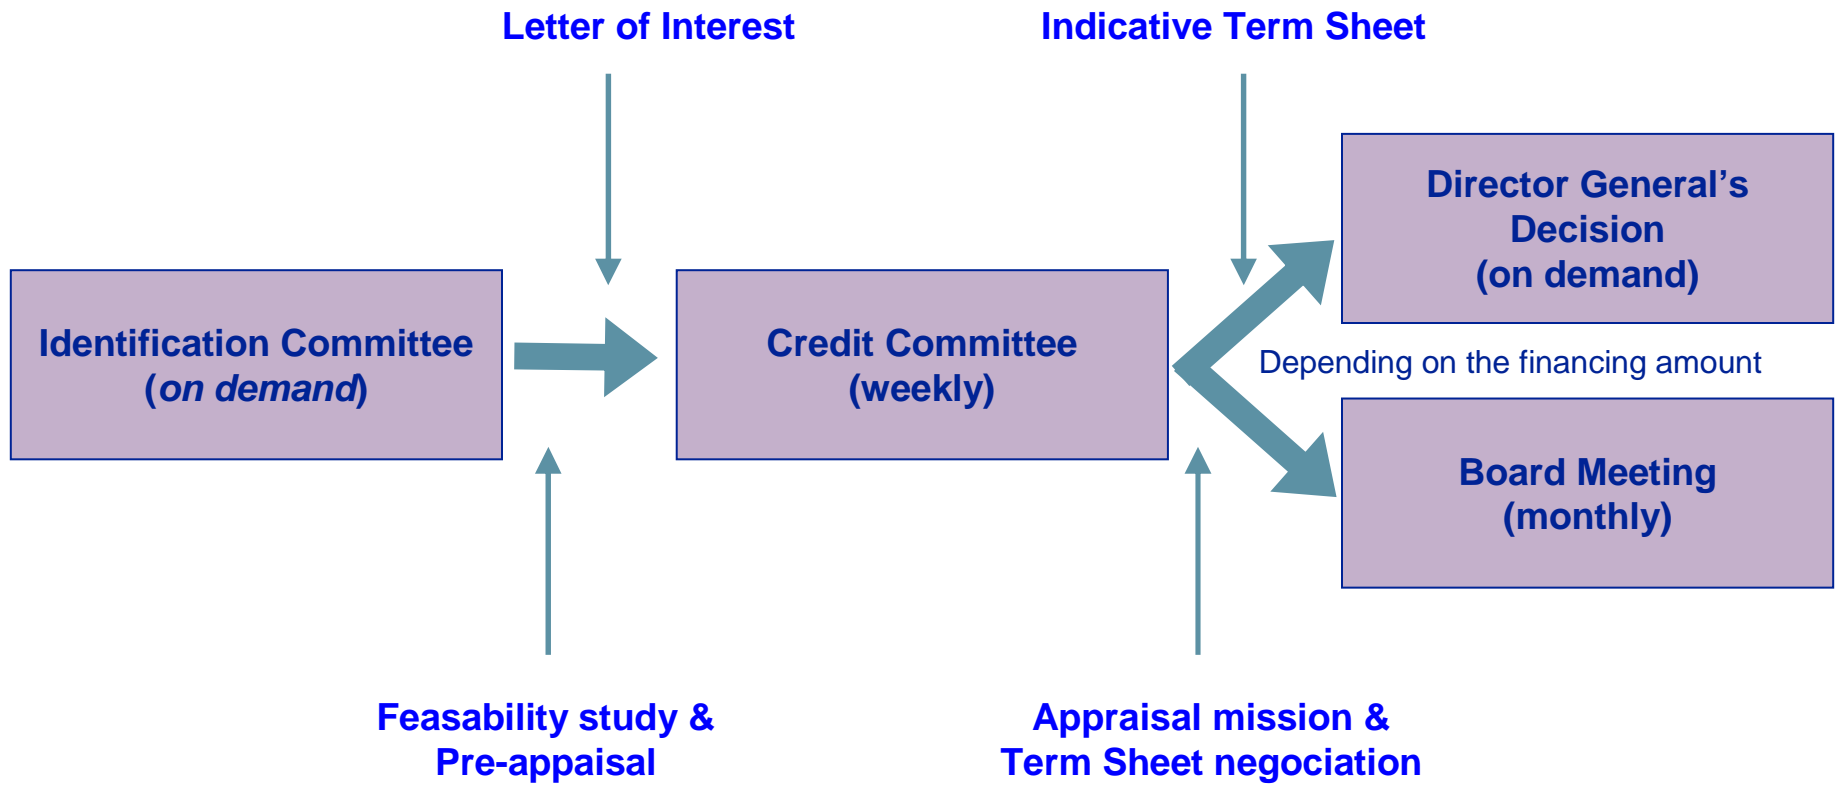 Letter of Interest
Indicative Term Sheet
Director General’s
Decision
(on demand)
Identification Committee
(on demand)
Credit Committee
(weekly)
Depending on the financing amount
Board Meeting
(monthly)
Feasability study &
Pre-appaisal
Appraisal mission &
Term Sheet negociation